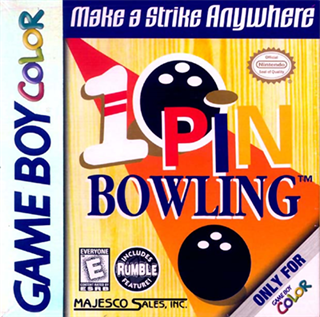 GAME BOY COLOR
Make a Strike Anywhere
Official
Nintendo
Seal of Quality
10
PiN
BOWLING™
EVERYONE
E
ESRB
INCLUDES
RUMBLE
FEATURE!
MAJESCO SALES, INC.
ONLY FOR
GAME BOY
COLOR